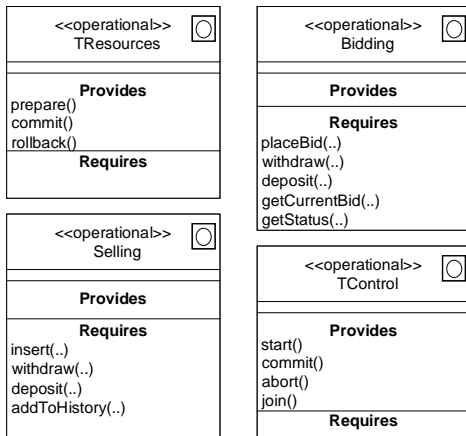 <<operational>>
TResources
Provides
prepare()
commit()
rollback()
Requires
<<operational>>
Bidding
Provides
Requires
placeBid(..)
withdraw(..)
deposit(..)
getCurrentBid(..)
getStatus(..)
<<operational>>
Selling
Provides
Requires
insert(..)
withdraw(..)
deposit(..)
addToHistory(..)
<<operational>>
TControl
Provides
start()
commit()
abort()
join()
Requires